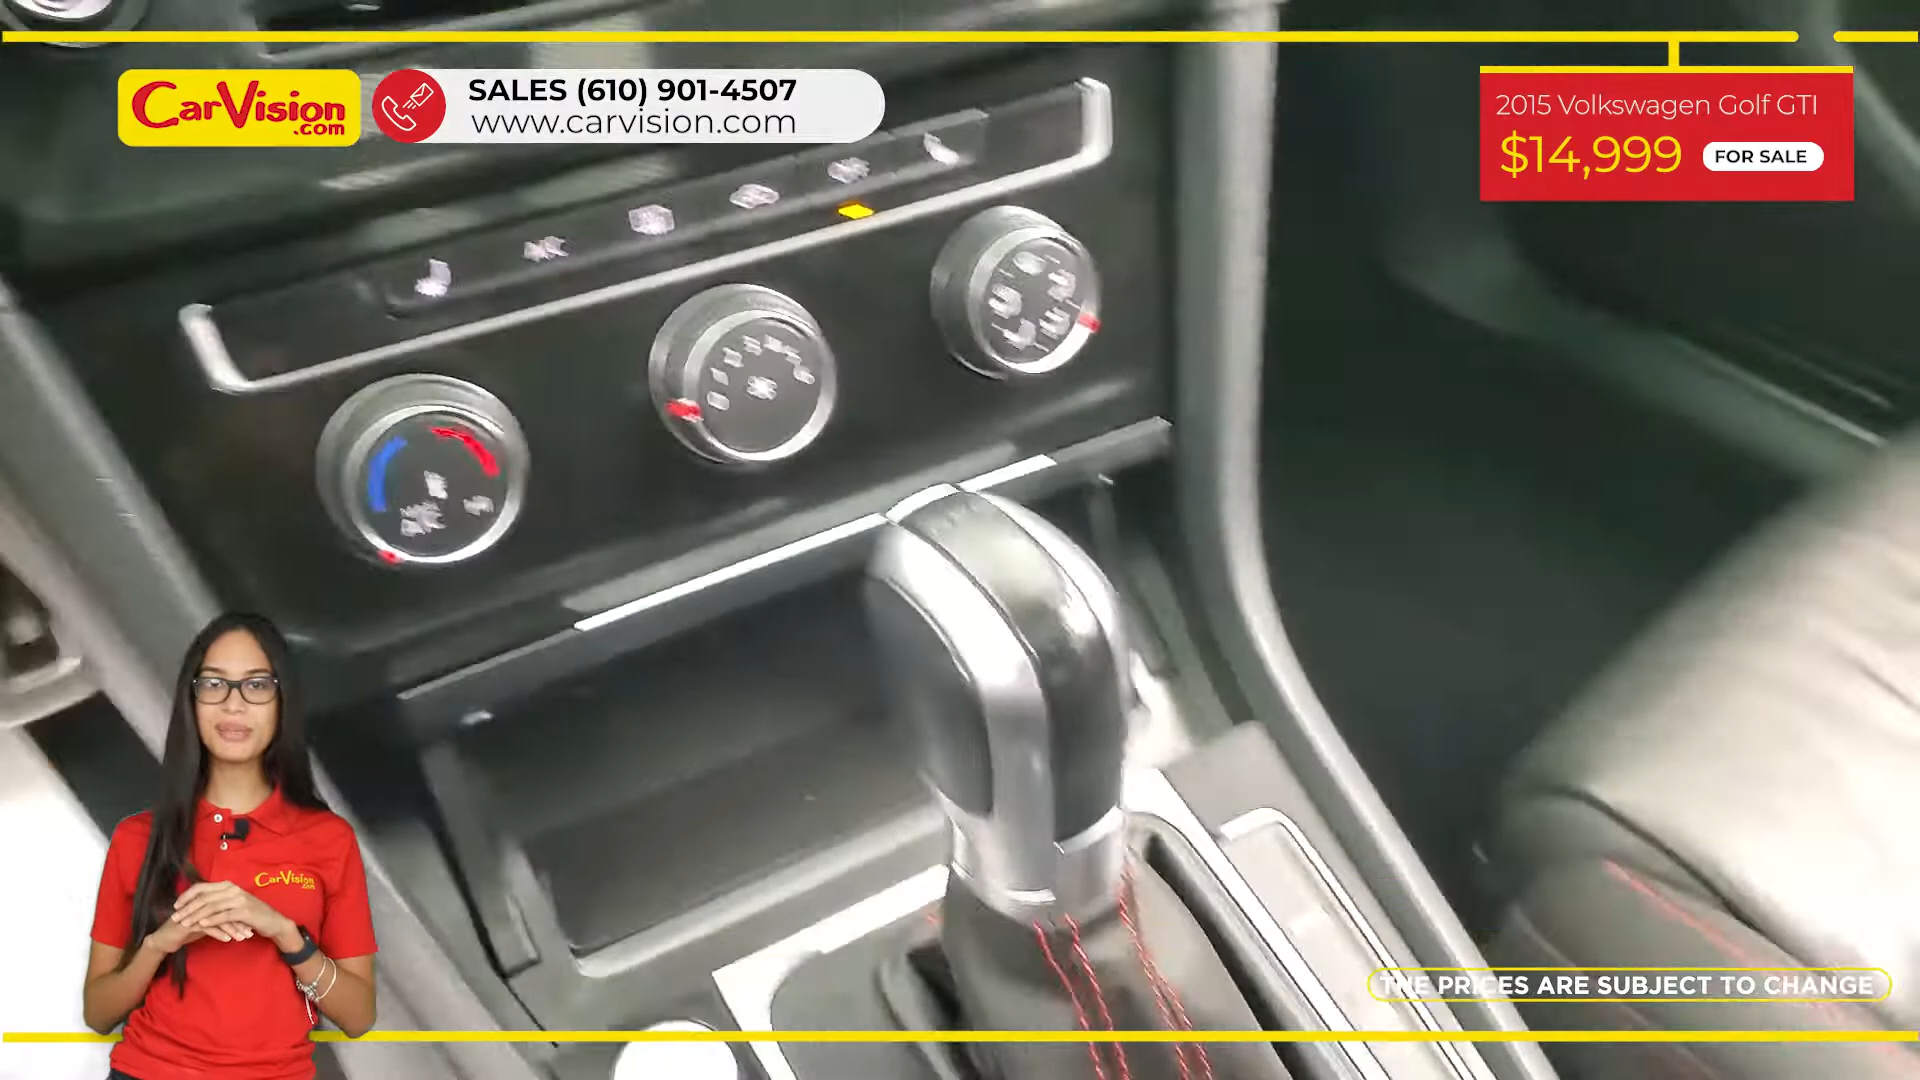 CarVision
.com
SALES (610) 901-4507
www.carvision.com
2015 Volkswagen Golf GTI
$14,999
FOR SALE
CarVision
.com
THE PRICES ARE SUBJECT TO CHANGE